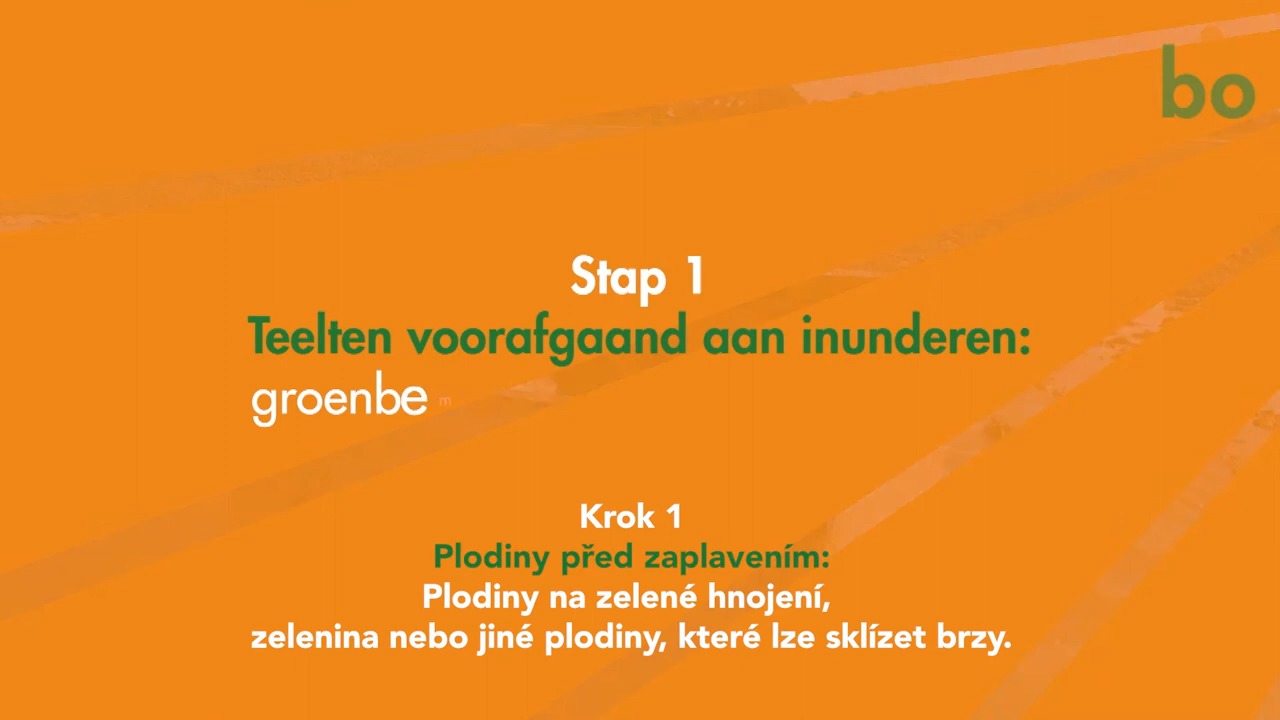 bo
Stap 1
Teelten voorafgaand aan inunderen:
groenbe m
Krok 1
Plodiny před zaplavením:
Plodiny na zelené hnojení,
zelenina nebo jiné plodiny, které lze sklízet brzy.